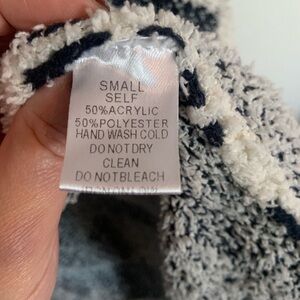 SMALL
SELF
50%ACRYLIC
50%POLYESTER
HAND WASH COLD
DO NOT DRY
CLEAN
DO NOT BLEACH